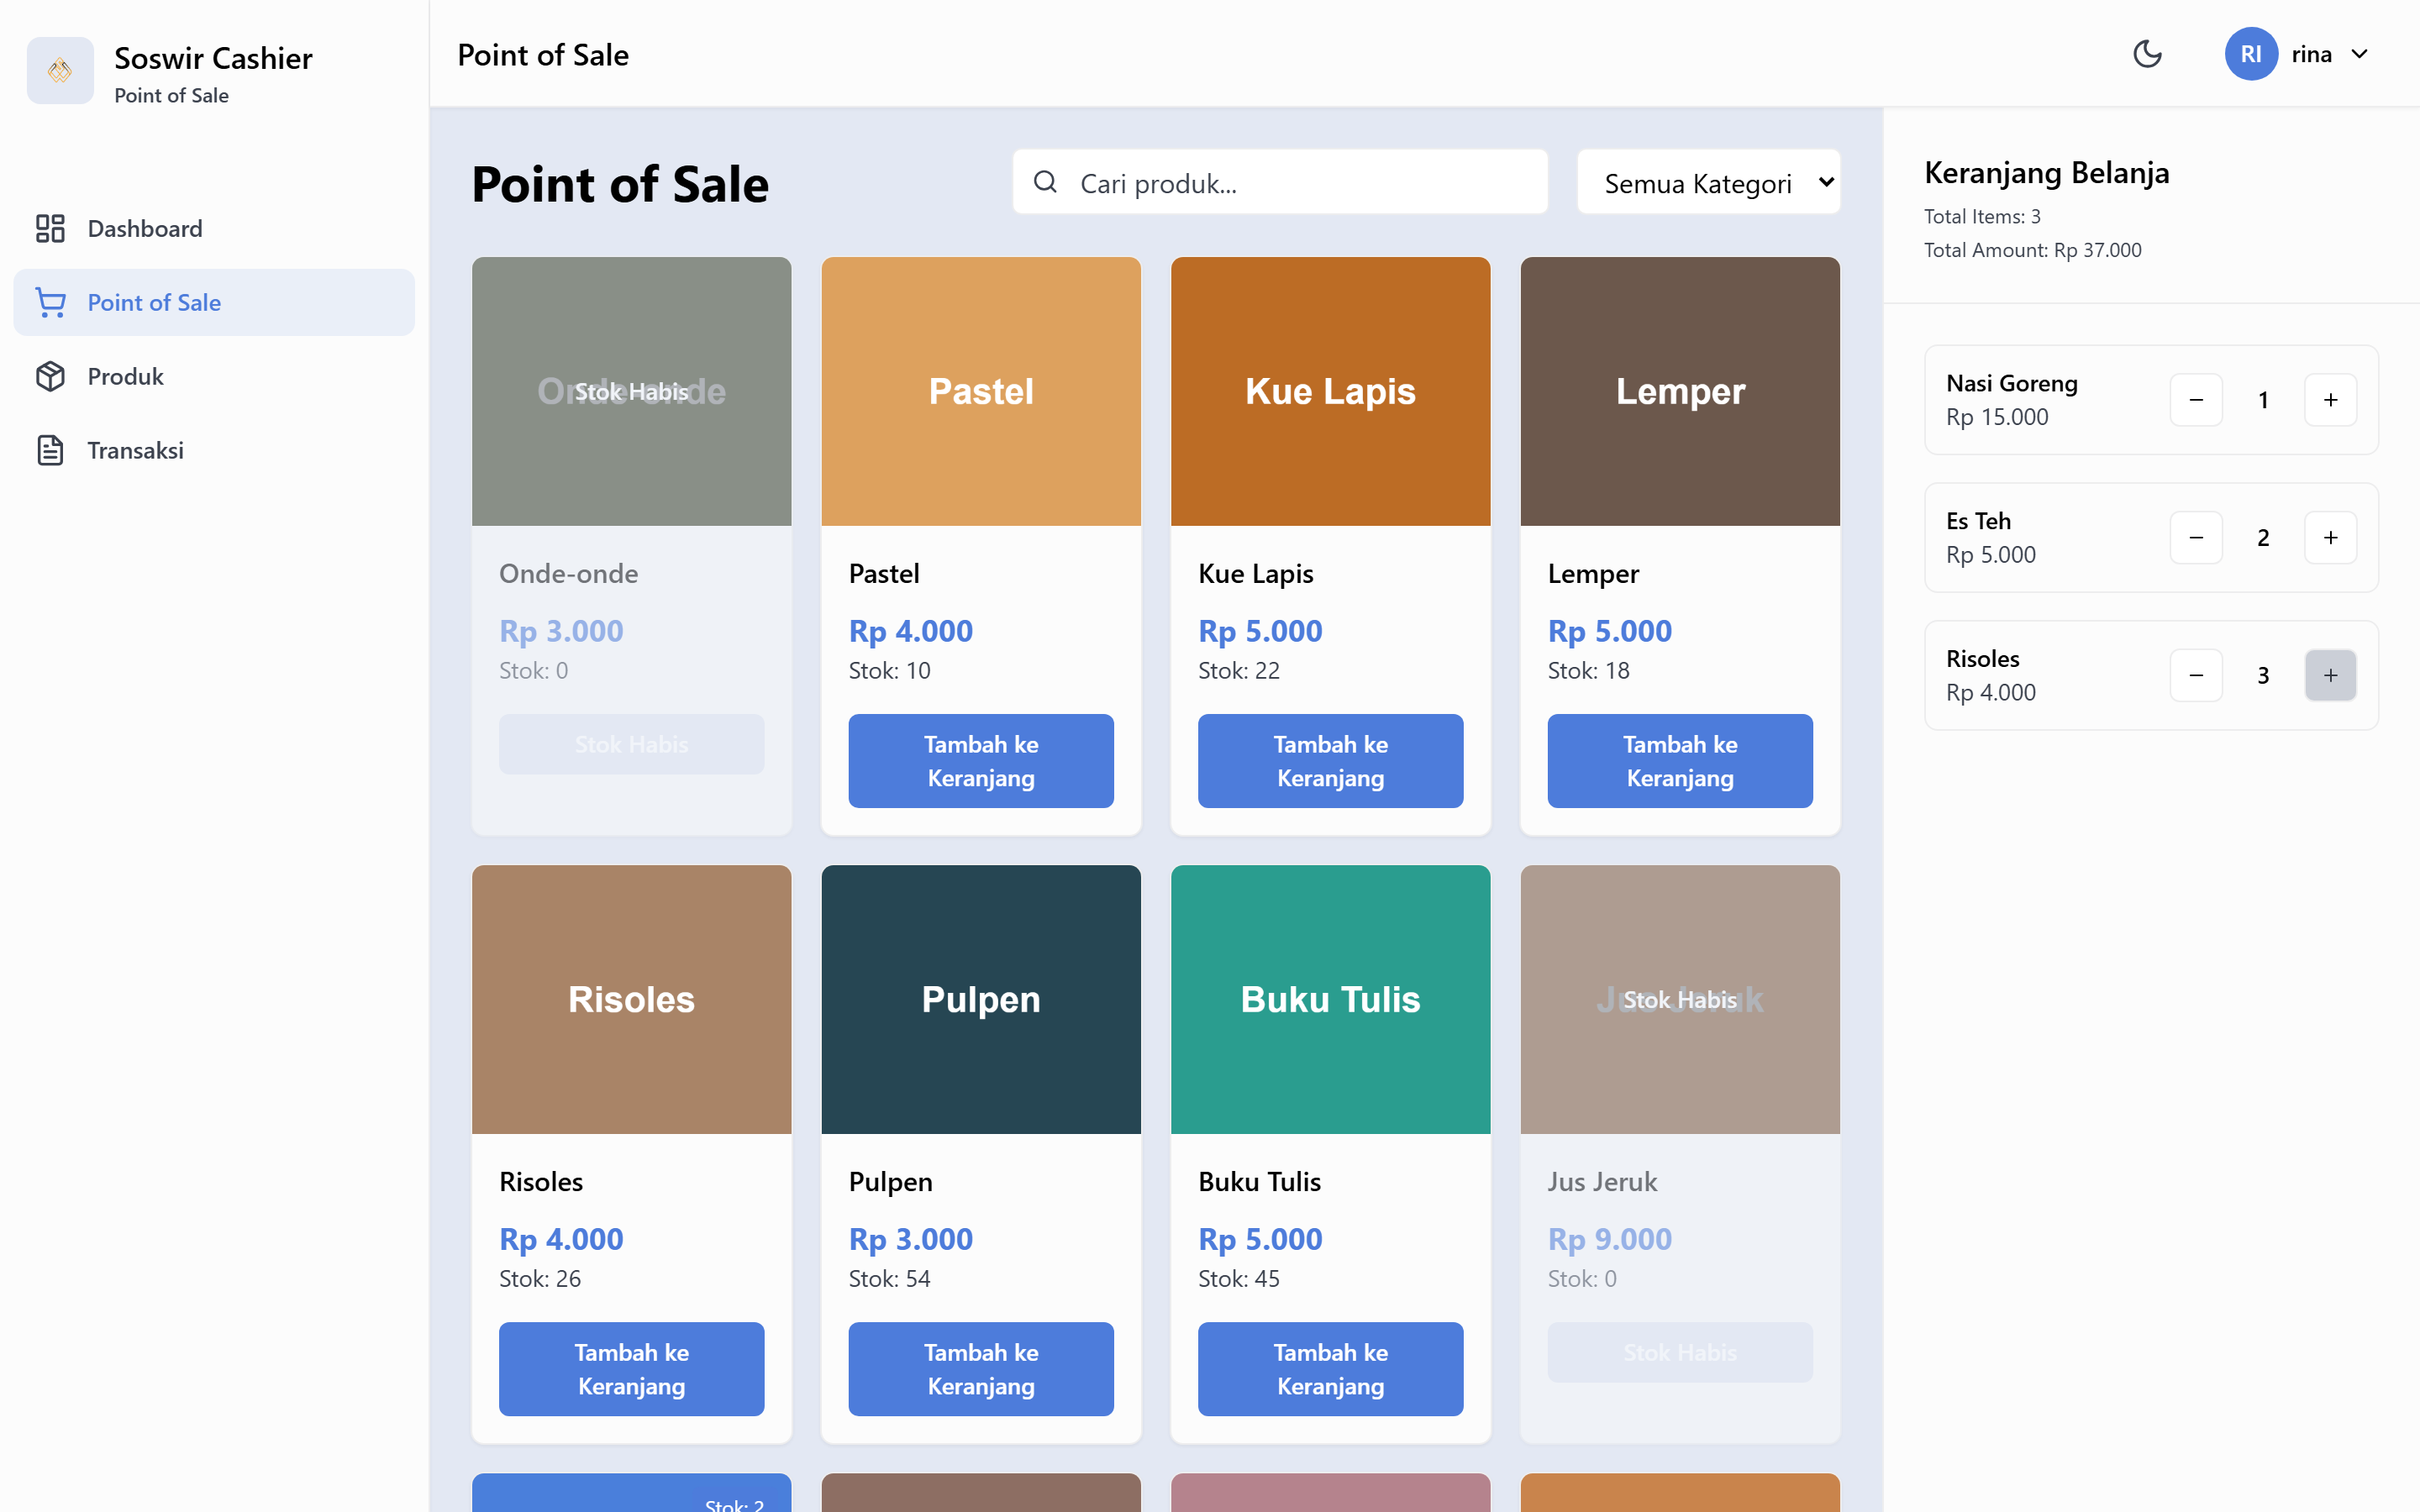 Soswir Cashier
Point of Sale
Dashboard
Point of Sale
Produk
Transaksi
Point of Sale
RI
rina
Point of Sale
Cari produk...
Semua Kategori
Onde-onde
Stok Habis
Onde-onde
Rp 3.000
Stok: 0
Stok Habis
Pastel
Pastel
Rp 4.000
Stok: 10
Tambah ke
Keranjang
Kue Lapis
Kue Lapis
Rp 5.000
Stok: 22
Tambah ke
Keranjang
Lemper
Lemper
Rp 5.000
Stok: 18
Tambah ke
Keranjang
Risoles
Risoles
Rp 4.000
Stok: 26
Tambah ke
Keranjang
Pulpen
Pulpen
Rp 3.000
Stok: 54
Tambah ke
Keranjang
Buku Tulis
Buku Tulis
Rp 5.000
Stok: 45
Tambah ke
Keranjang
Jus Jeruk
Stok Habis
Jus Jeruk
Rp 9.000
Stok: 0
Stok Habis
Stok: 2
Keranjang Belanja
Total Items: 3
Total Amount: Rp 37.000
Nasi Goreng
Rp 15.000
− 1 +
Es Teh
Rp 5.000
− 2 +
Risoles
Rp 4.000
− 3 +